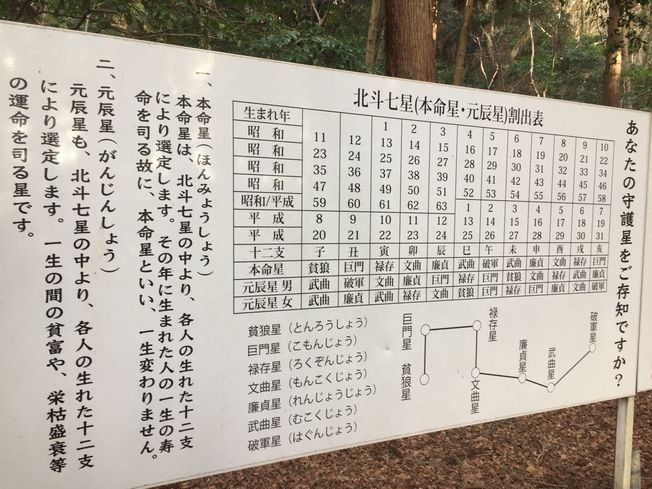 あなたの守護星をご存知ですか?
北斗七星(本命星・元辰星)割出表
生まれ年
昭 和 11 12 1 2 3 4 5 6 7 8 9 10
昭 和 23 24 13 14 15 16 17 18 19 20 21 22
昭 和 35 36 25 26 27 28 29 30 31 32 33 34
昭 和 47 48 37 38 39 40 41 42 43 44 45 46
昭和/平成 59 60 49 50 51 52 53 54 55 56 57 58
平 成 8 9 61 62 63 1 2 3 4 5 6 7
平 成 20 21 10 11 12 13 14 15 16 17 18 19
22 23 24 25 26 27 28 29 30 31
十二支 子 丑 寅 卯 辰 巳 午 未 申 酉 戌 亥
本命星 貪狼 巨門 禄存 文曲 廉貞 武曲 破軍 武曲 廉貞 文曲 禄存 巨門
元辰星 男 武曲 破軍 武曲 廉貞 文曲 禄存
元辰星 女 武曲 廉貞 文曲 禄存 巨門 貪狼 巨門 禄存 文曲 廉貞 武曲
貪狼星(とんろうしょう)
巨門星(こもんじょう)
禄存星(ろくぞんじょう)
文曲星(もんこくじょう)
廉貞星(れんじょうじょう)
武曲星(むこくじょう)
破軍星(はぐんじょう)
巨門星
貪狼星
禄存星
文曲星
廉貞星
武曲星
破軍星
一、本命星(ほんみょうしょう)
本命星は、北斗七星の中より、各人の生れた十二支
により選定します。その年に生まれた人の一生の寿
命を司る故に、本命星といい、一生変わりません。
二、元辰星(がんじんしょう)
元辰星も、北斗七星の中より、各人の生れた十二支
により選定します。一生の間の貧富や、栄枯盛衰等
の運命を司る星です。